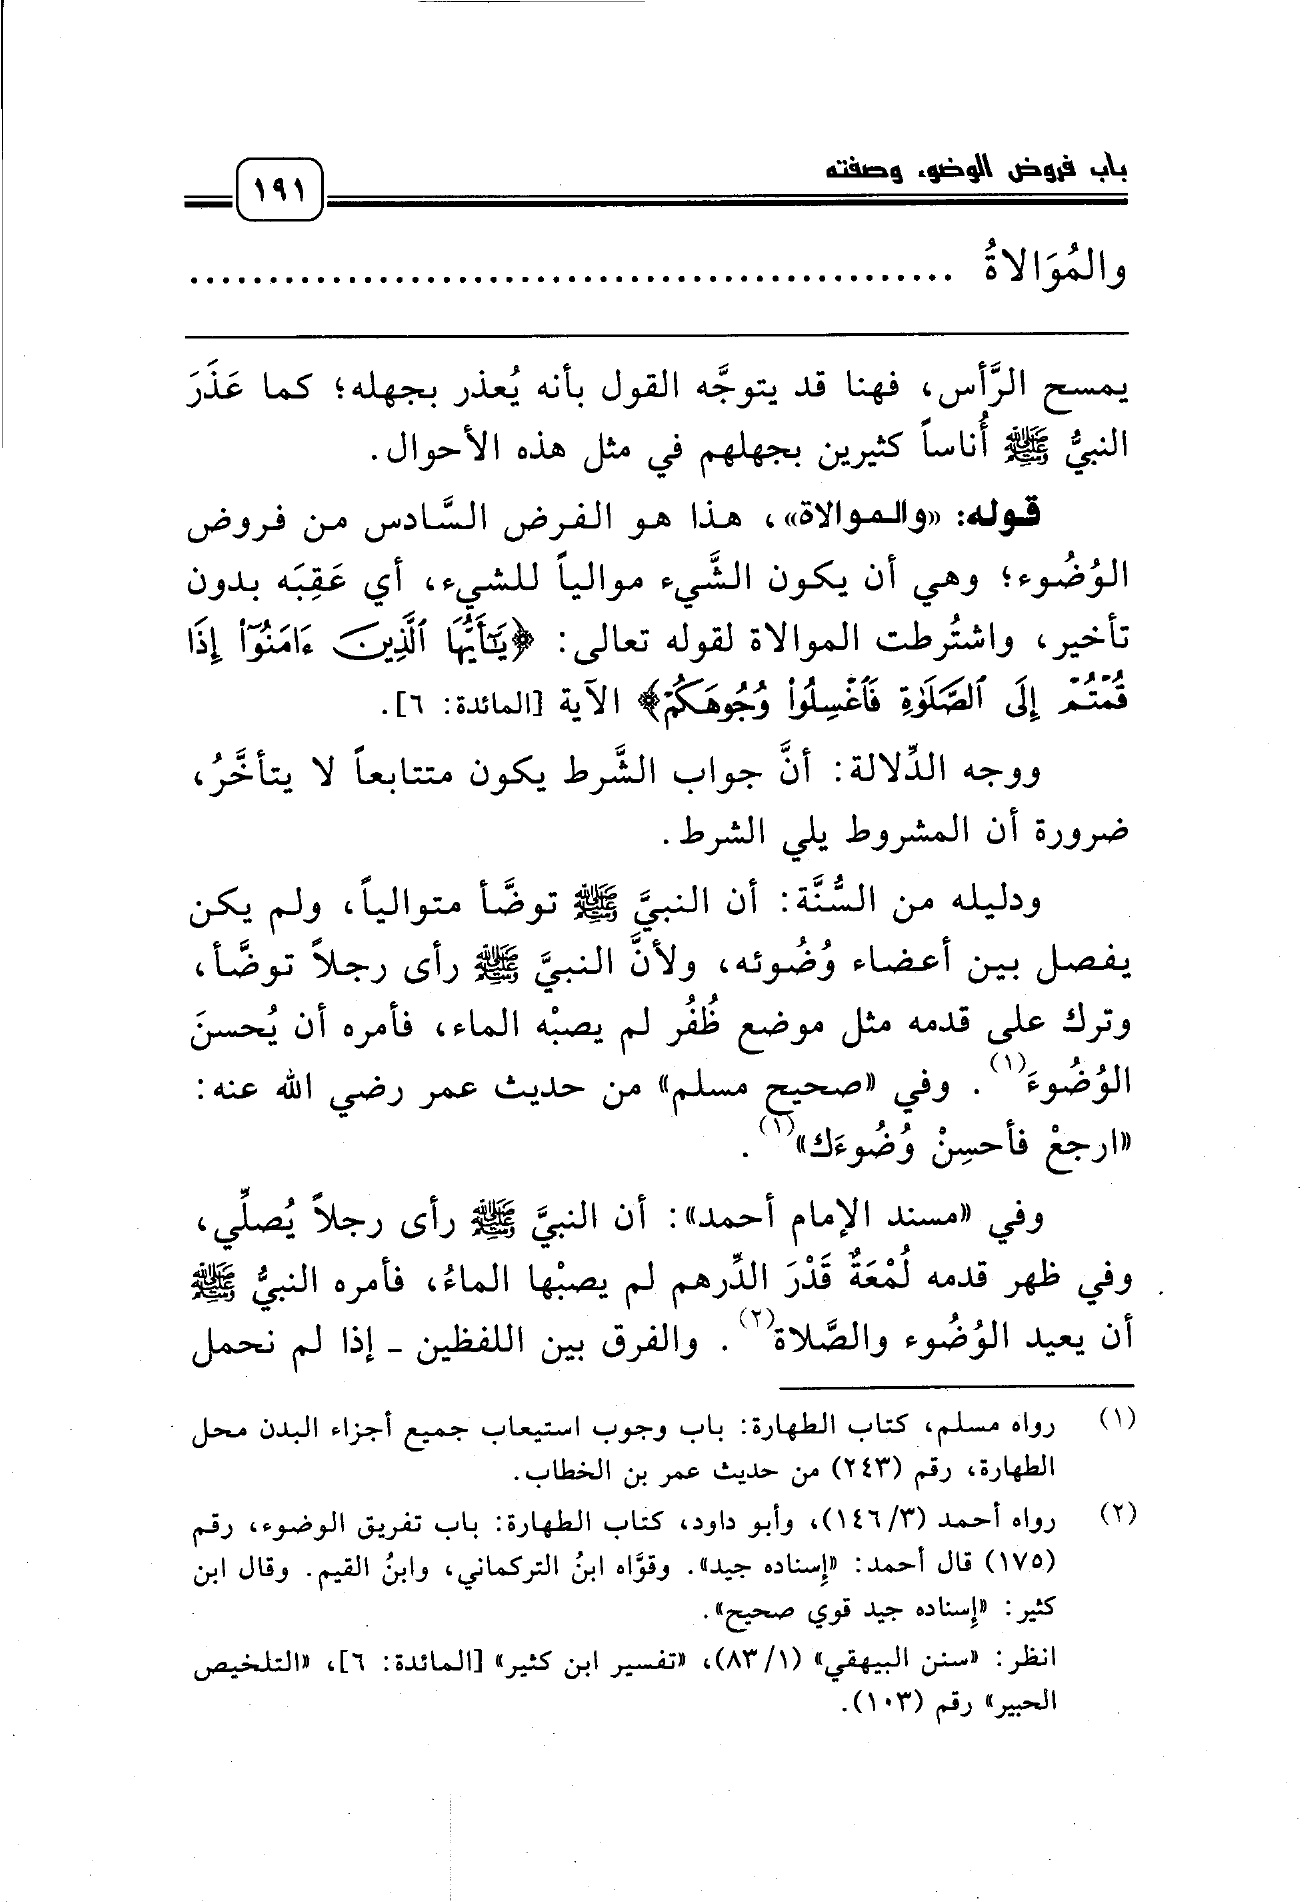 باب فروض الوضوء وصفته
١٩١
والمُوَالاةُ ..................................................
يمسح الرَّأس، فهنا قد يتوجَّه القول بأنه يُعذر بجهله؛ كما عَذَرَ
النبيُّ ﷺ أُناساً كثيرين بجهلهم في مثل هذه الأحوال.
قوله: «والموالاة»، هذا هو الفرض السَّادس من فروض
الوُضُوء؛ وهي أن يكون الشَّيء موالياً للشيء، أي عَقِبَه بدون
تأخير، واشتُرطت الموالاة لقوله تعالى: ﴿يَٰٓأَيُّهَا ٱلَّذِينَ ءَامَنُوٓا۟ إِذَا
قُمْتُمْ إِلَى ٱلصَّلَوٰةِ فَٱغْسِلُوا۟ وُجُوهَكُمْ﴾ الآية [المائدة: ٦].
ووجه الدِّلالة: أنَّ جواب الشَّرط يكون متتابعاً لا يتأخَّرُ،
ضرورة أن المشروط يلي الشرط.
ودليله من السُّنَّة: أن النبيَّ ﷺ توضَّأ متوالياً، ولم يكن
يفصل بين أعضاء وُضُوئه، ولأنَّ النبيَّ ﷺ رأى رجلاً توضَّأ،
وترك على قدمه مثل موضع ظُفُر لم يصبْه الماء، فأمره أن يُحسنَ
الوُضُوءَ(١). وفي «صحيح مسلم» من حديث عمر رضي الله عنه:
«ارجعْ فأحسِنْ وُضُوءَك»(١).
وفي «مسند الإمام أحمد»: أن النبيَّ ﷺ رأى رجلاً يُصلِّي،
وفي ظهر قدمه لُمْعَةٌ قَدْرَ الدِّرهم لم يصبْها الماءُ، فأمره النبيُّ ﷺ
أن يعيد الوُضُوء والصَّلاة(٢). والفرق بين اللفظين ـ إذا لم نحمل
(١) رواه مسلم، كتاب الطهارة: باب وجوب استيعاب جميع أجزاء البدن محل
الطهارة، رقم (٢٤٣) من حديث عمر بن الخطاب.
(٢) رواه أحمد (٣/١٤٦)، وأبو داود، كتاب الطهارة: باب تفريق الوضوء، رقم
(١٧٥) قال أحمد: «إسناده جيد». وقوَّاه ابنُ التركماني، وابنُ القيم. وقال ابن
كثير: «إسناده جيد قوي صحيح».
انظر: «سنن البيهقي» (١/٨٣)، «تفسير ابن كثير» [المائدة: ٦]، «التلخيص
الحبير» رقم (١٠٣).